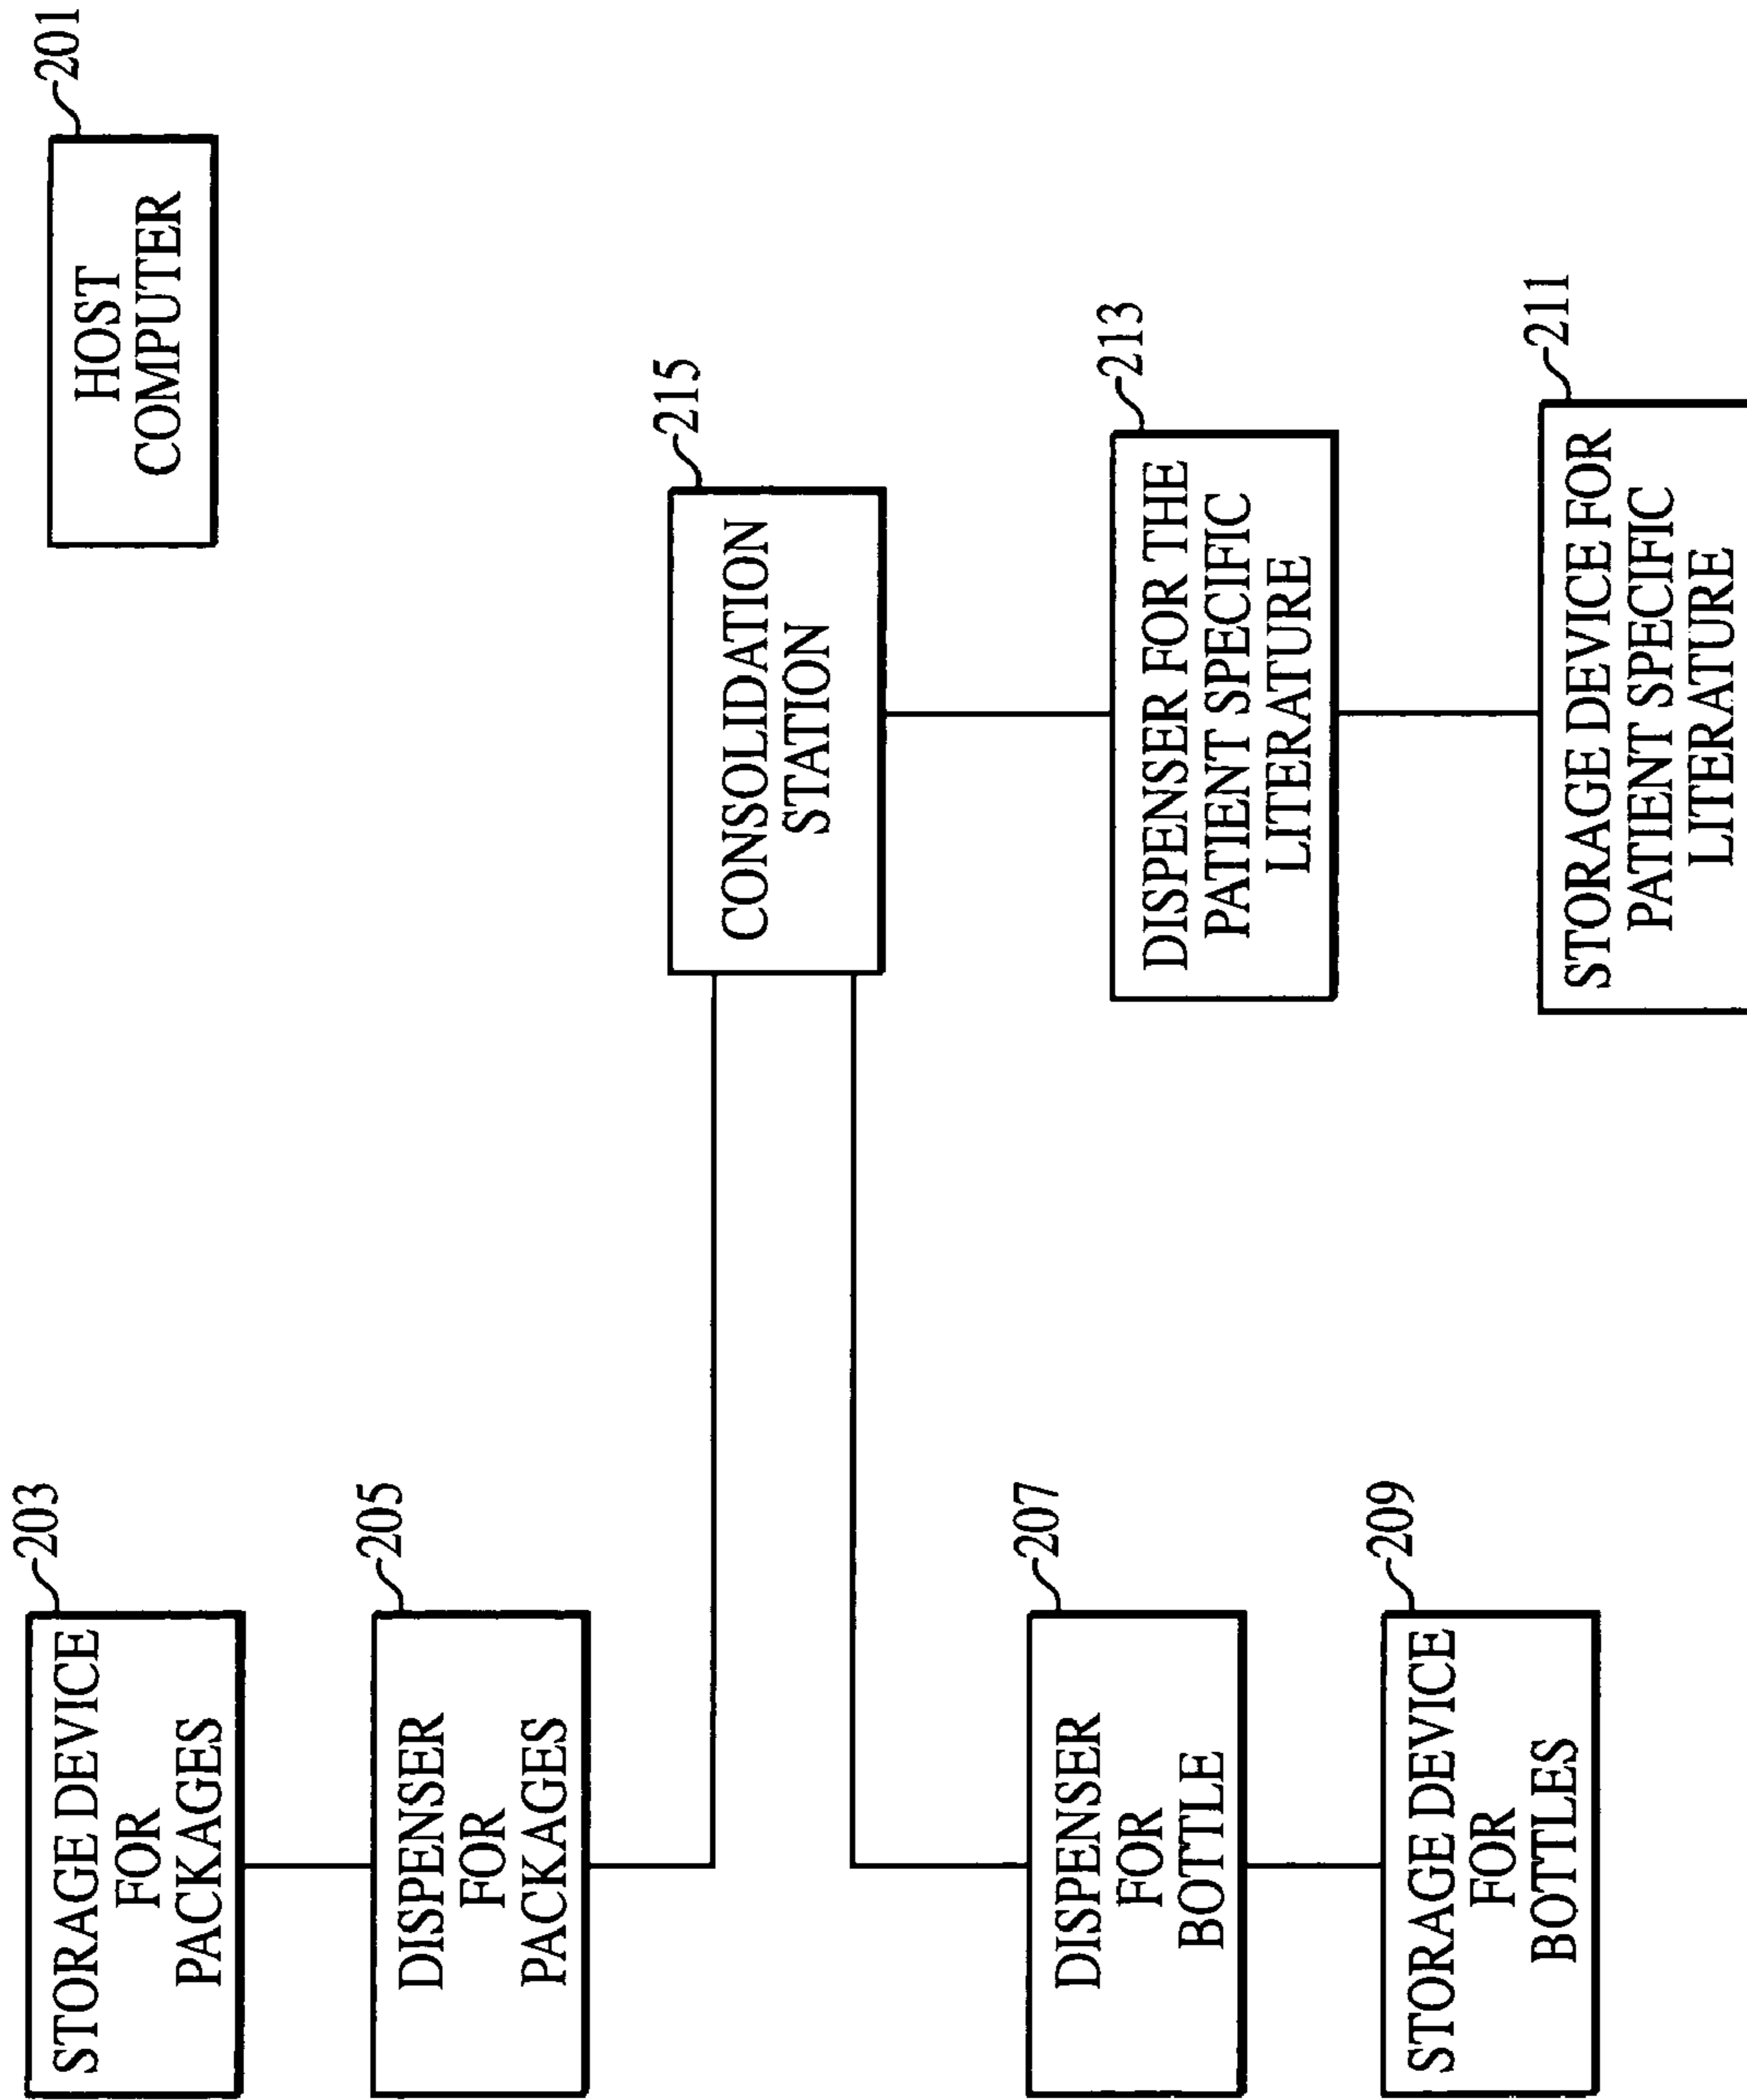 201
HOST
COMPUTER
203
STORAGE DEVICE
FOR
PACKAGES
205
DISPENSER
FOR
PACKAGES
215
CONSOLIDATION
STATION
207
DISPENSER
FOR
BOTTLE
209
STORAGE DEVICE
FOR
BOTTLES
213
DISPENSER FOR THE
PATIENT SPECIFIC
LITERATURE
211
STORAGE DEVICE FOR
PATIENT SPECIFIC
LITERATURE